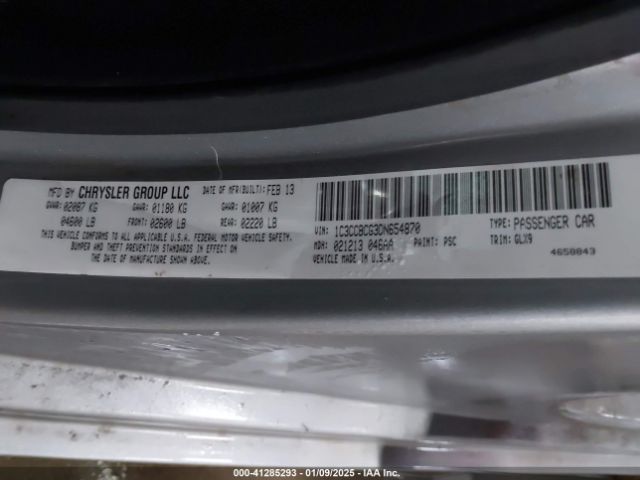 MFD BY CHRYSLER GROUP LLC DATE OF MFR(BUILT): FEB 13
GVWR: 02087 KG GAWR: 01180 KG GAWR: 01007 KG
04600 LB FRONT: 02600 LB REAR: 02220 LB
THIS VEHICLE CONFORMS TO ALL APPLICABLE U.S.A. FEDERAL MOTOR VEHICLE SAFETY,
BUMPER AND THEFT PREVENTION STANDARDS IN EFFECT ON
THE DATE OF MANUFACTURE SHOWN ABOVE.
VIN: 1C3CCBCG3DN654870 TYPE: PASSENGER CAR
MDH: 021213 046AA PAINT: PSC TRIM: GLX9
VEHICLE MADE IN U.S.A. 4658843
000-41285293 - 01/09/2025 - IAA Inc.